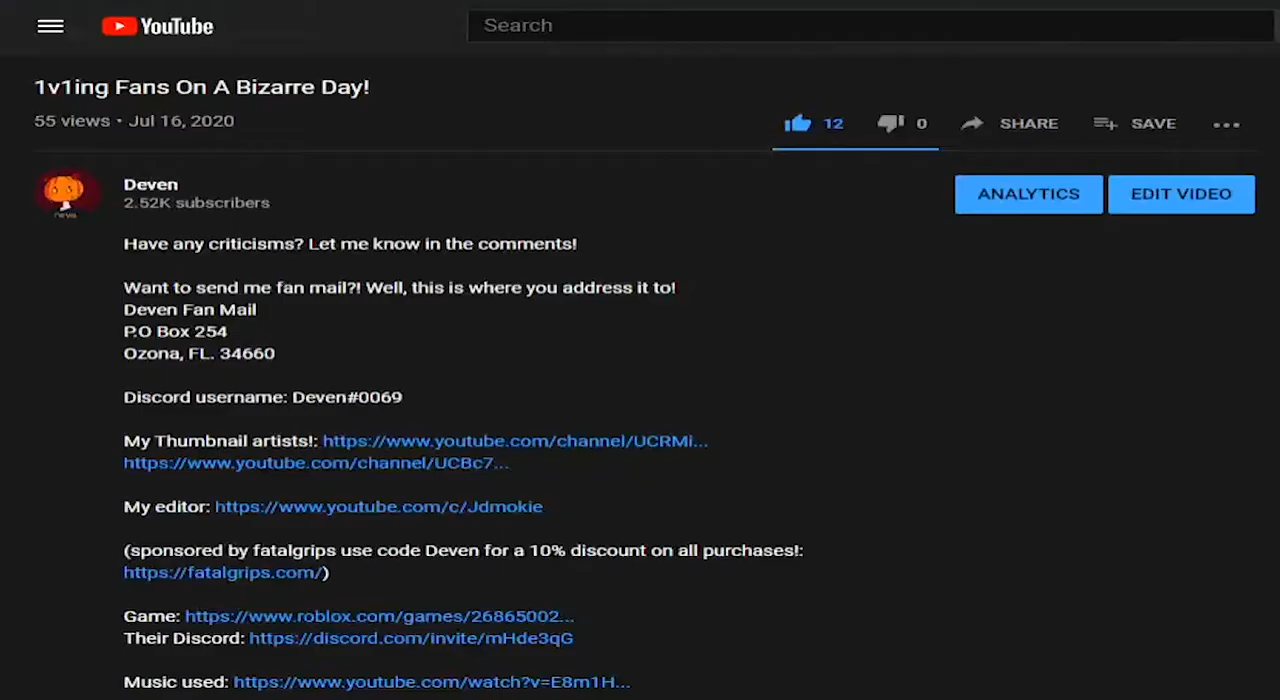 YouTube
Search
1v1ing Fans On A Bizarre Day!
55 views • Jul 16, 2020
12 0 SHARE SAVE
Deven
2.52K subscribers
ANALYTICS EDIT VIDEO
Have any criticisms? Let me know in the comments!
Want to send me fan mail?! Well, this is where you address it to!
Deven Fan Mail
P.O Box 254
Ozona, FL. 34660
Discord username: Deven#0069
My Thumbnail artists!: https://www.youtube.com/channel/UCRMi...
https://www.youtube.com/channel/UCBc7...
My editor: https://www.youtube.com/c/Jdmokie
(sponsored by fatalgrips use code Deven for a 10% discount on all purchases!:
https://fatalgrips.com/)
Game: https://www.roblox.com/games/26865002...
Their Discord: https://discord.com/invite/mHde3qG
Music used: https://www.youtube.com/watch?v=E8m1H...